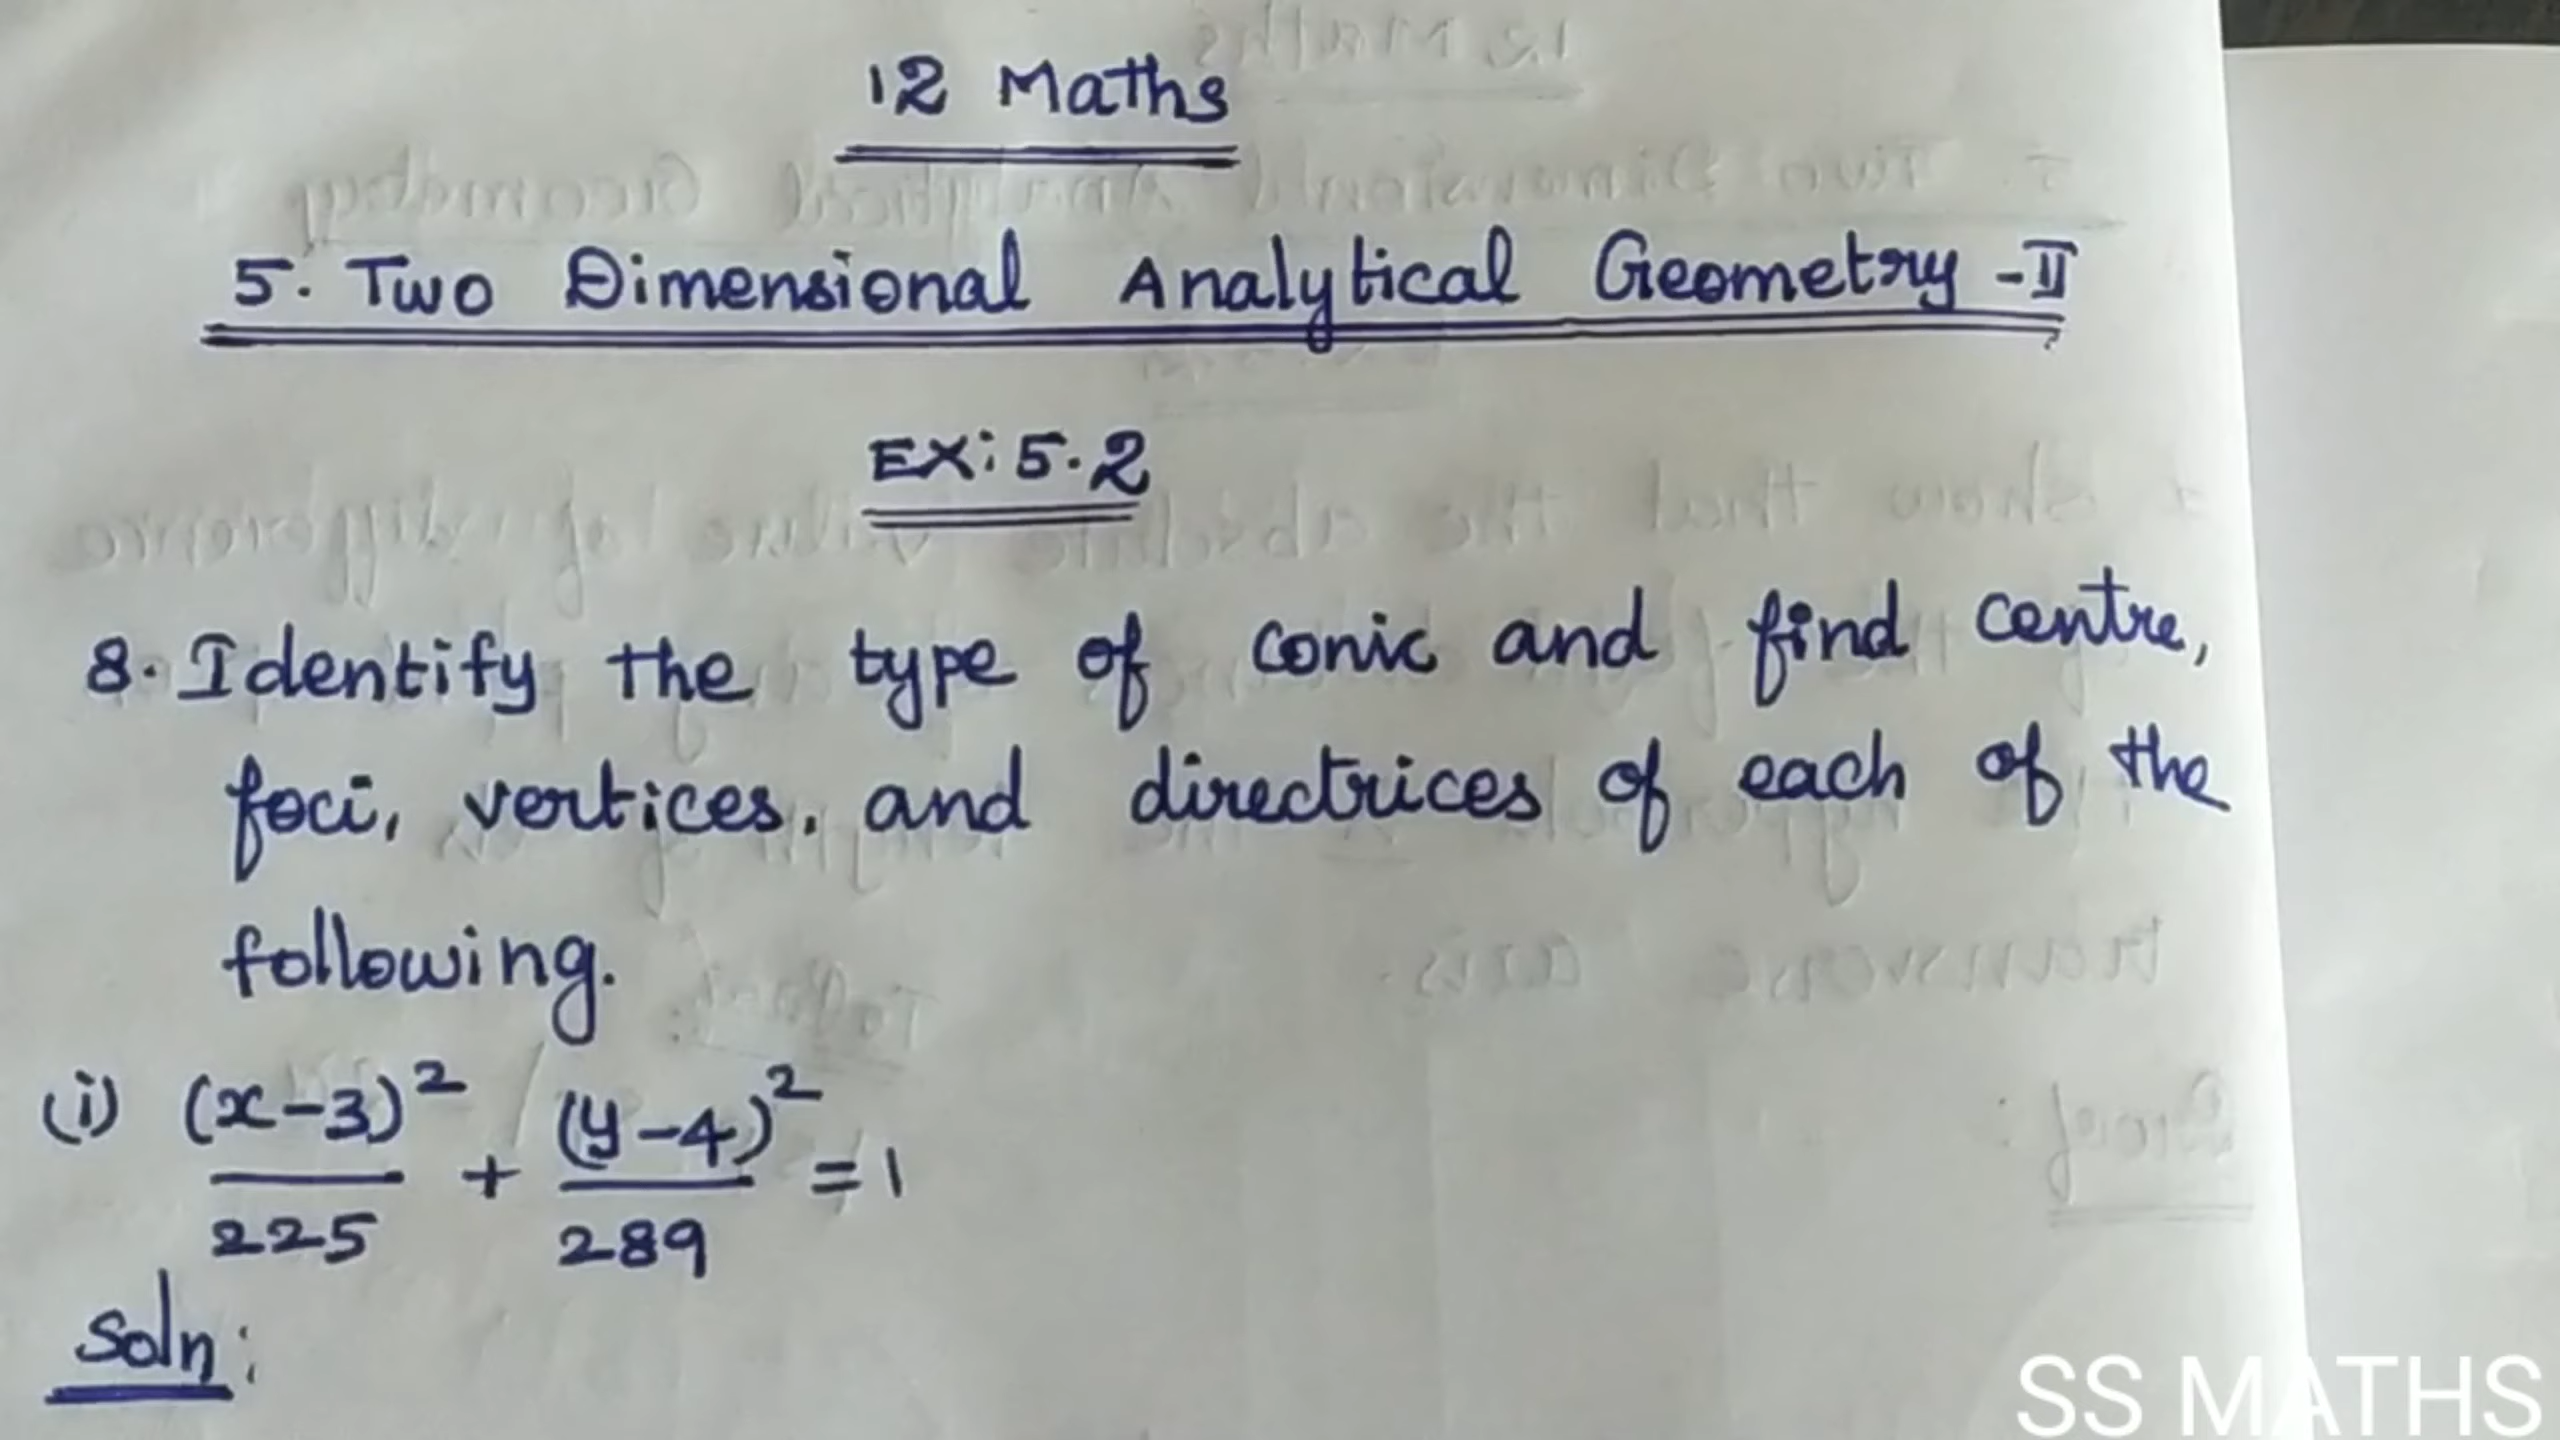 12 Maths
5. Two Dimensional Analytical Geometry -II
EX: 5.2
8. Identify the type of conic and find centre,
foci, vertices, and directrices of each of the
following.
(i) (x-3)²/225 + (y-4)²/289 = 1
Soln:
SS MATHS